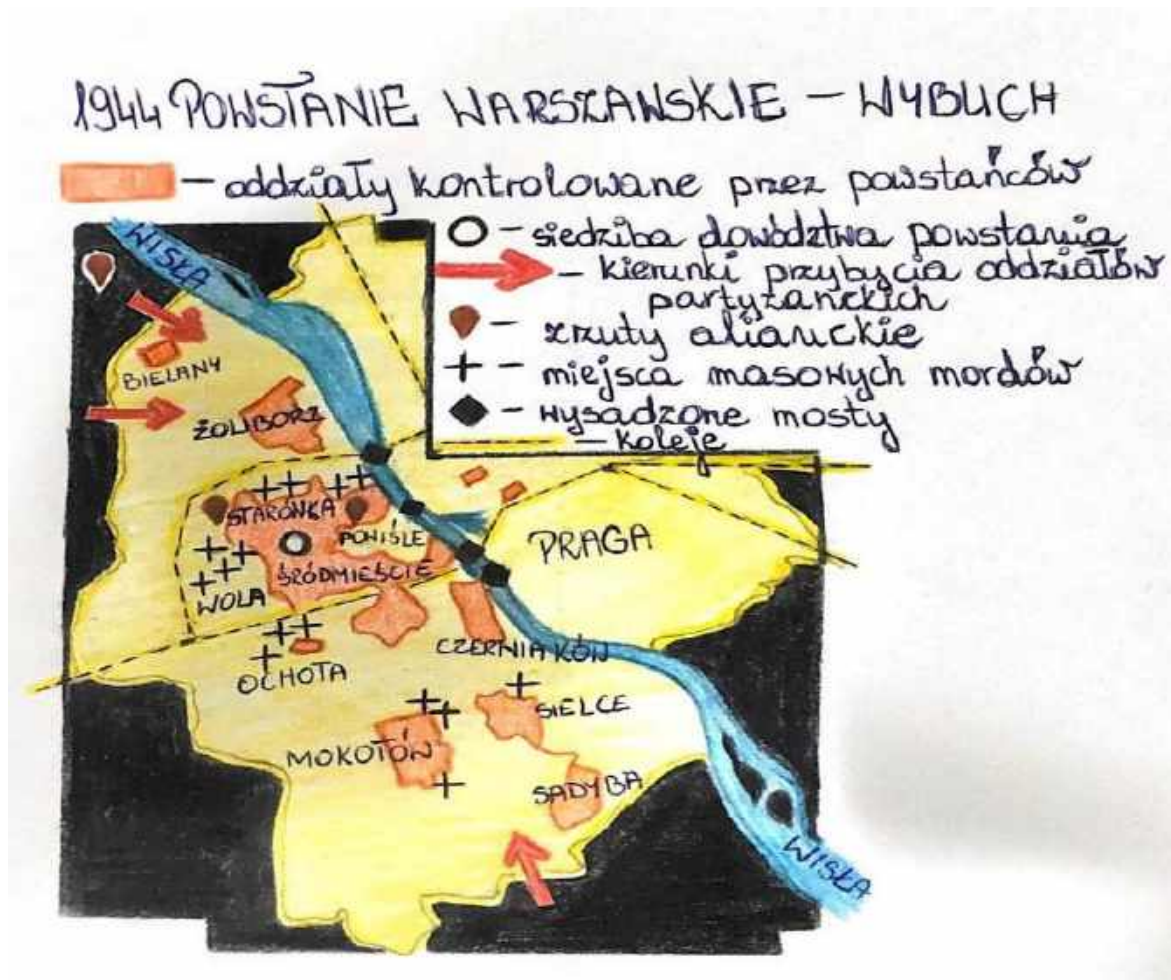 1944 POWSTANIE WARSZAWSKIE – WYBUCH
– oddziały kontrolowane przez powstańców
– siedziba dowództwa powstania
– kierunki przybycia oddziałów
partyzanckich
– zrzuty alianckie
– miejsca masowych mordów
– wysadzone mosty
– koleje
WISŁA
BIELANY
ŻOLIBORZ
STARÓWKA
POWIŚLE
PRAGA
ŚRÓDMIEŚCIE
WOLA
CZERNIAKÓW
OCHOTA
SIELCE
MOKOTÓW
SADYBA
WISŁA